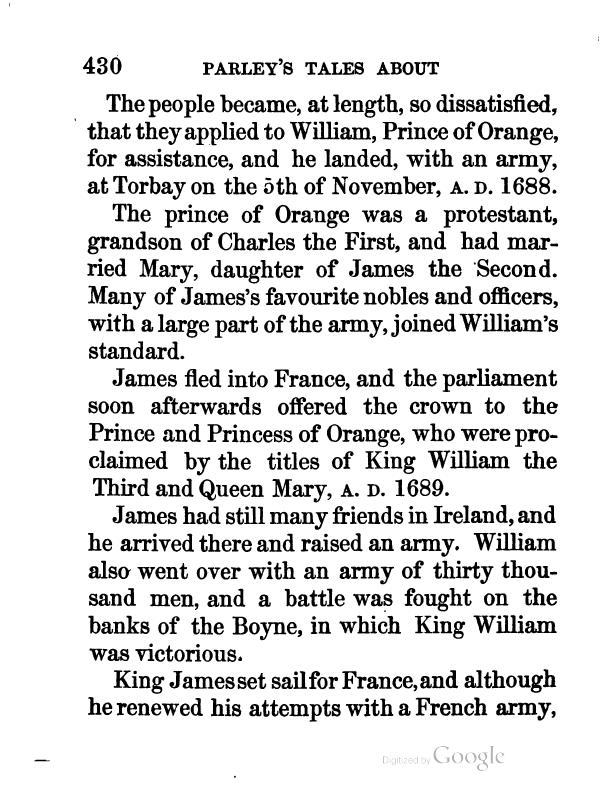 430 PARLEY'S TALES ABOUT
The people became, at length, so dissatisfied,
that they applied to William, Prince of Orange,
for assistance, and he landed, with an army,
at Torbay on the 5th of November, A. D. 1688.
The prince of Orange was a protestant,
grandson of Charles the First, and had mar-
ried Mary, daughter of James the Second.
Many of James's favourite nobles and officers,
with a large part of the army, joined William's
standard.
James fled into France, and the parliament
soon afterwards offered the crown to the
Prince and Princess of Orange, who were pro-
claimed by the titles of King William the
Third and Queen Mary, A. D. 1689.
James had still many friends in Ireland, and
he arrived there and raised an army. William
also went over with an army of thirty thou-
sand men, and a battle was fought on the
banks of the Boyne, in which King William
was victorious.
King James set sail for France, and although
he renewed his attempts with a French army,
Digitized by Google